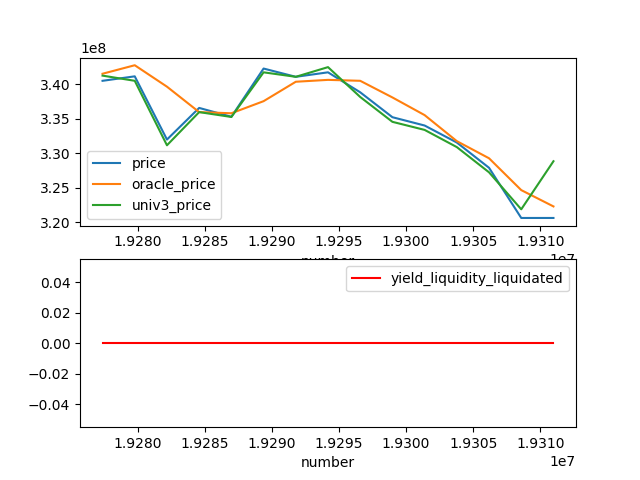 1e8
3.40
3.35
3.30
3.25
3.20
price
oracle_price
univ3_price
1.9280 1.9285 1.9290 1.9295 1.9300 1.9305 1.9310
number 1e7
0.04
0.02
0.00
−0.02
−0.04
yield_liquidity_liquidated
1.9280 1.9285 1.9290 1.9295 1.9300 1.9305 1.9310
number 1e7